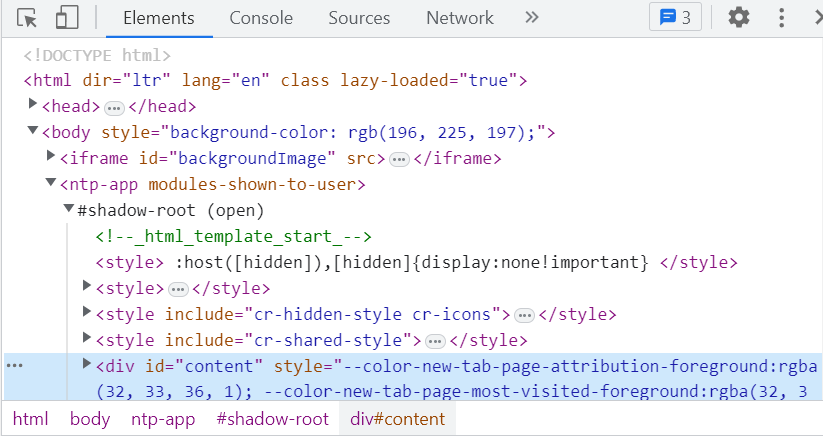 Elements Console Sources Network » 3
<!DOCTYPE html>
<html dir="ltr" lang="en" class lazy-loaded="true">
<head>…</head>
<body style="background-color: rgb(196, 225, 197);">
<iframe id="backgroundImage" src>…</iframe>
<ntp-app modules-shown-to-user>
#shadow-root (open)
<!--_html_template_start_-->
<style> :host([hidden]),[hidden]{display:none!important} </style>
<style>…</style>
<style include="cr-hidden-style cr-icons">…</style>
<style include="cr-shared-style">…</style>
… <div id="content" style="--color-new-tab-page-attribution-foreground:rgba
(32, 33, 36, 1); --color-new-tab-page-most-visited-foreground:rgba(32, 3
html body ntp-app #shadow-root div#content